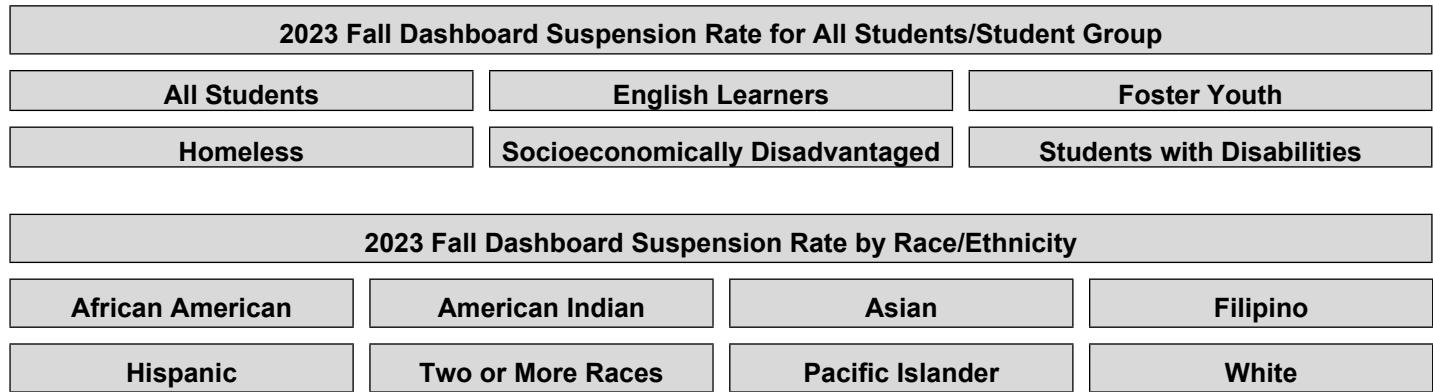 2023 Fall Dashboard Suspension Rate for All Students/Student Group
All Students English Learners Foster Youth
Homeless Socioeconomically Disadvantaged Students with Disabilities
2023 Fall Dashboard Suspension Rate by Race/Ethnicity
African American American Indian Asian Filipino
Hispanic Two or More Races Pacific Islander White